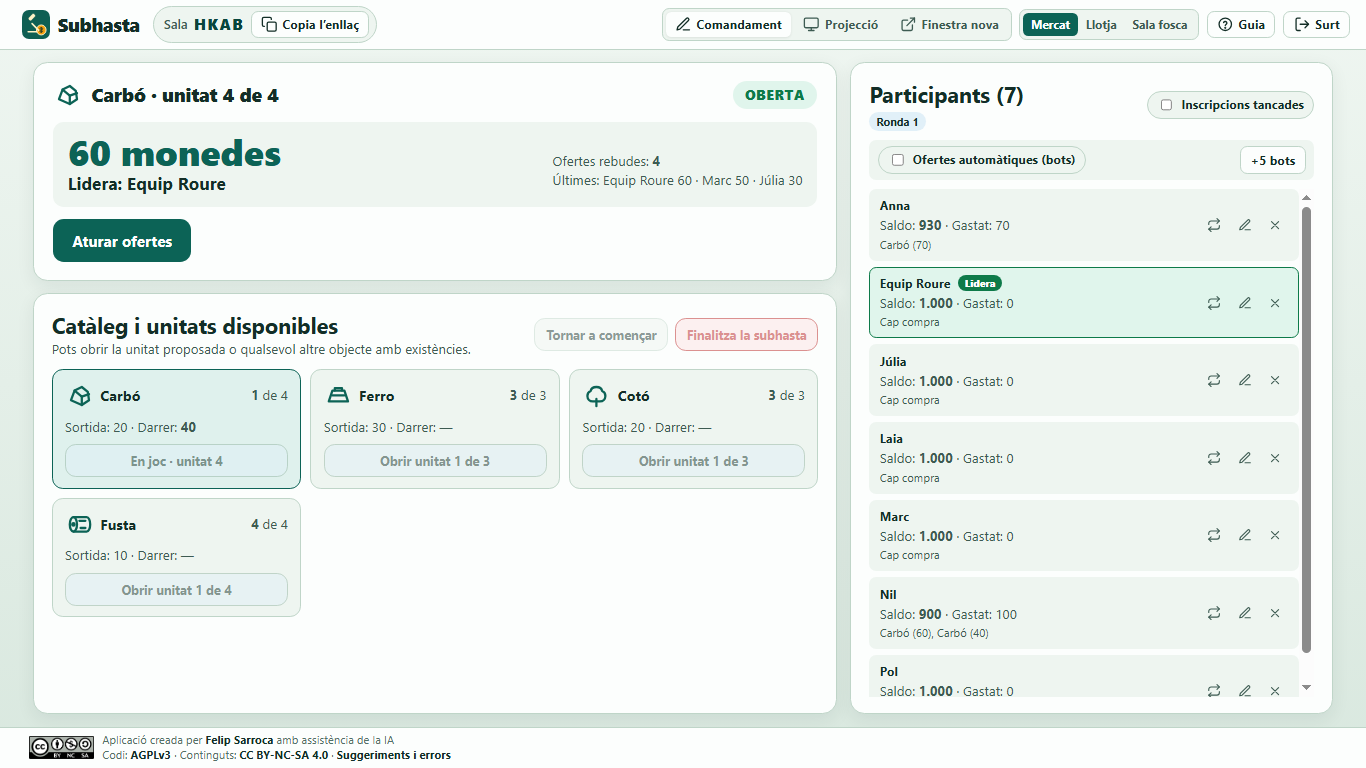 Subhasta
Sala HKAB Copia l'enllaç
Comandament Projecció Finestra nova
Mercat Llotja Sala fosca
Guia
Surt
Carbó · unitat 4 de 4
OBERTA
60 monedes
Lidera: Equip Roure
Ofertes rebudes: 4
Últimes: Equip Roure 60 · Marc 50 · Júlia 30
Aturar ofertes
Catàleg i unitats disponibles
Pots obrir la unitat proposada o qualsevol altre objecte amb existències.
Tornar a començar
Finalitza la subhasta
Carbó 1 de 4
Sortida: 20 · Darrer: 40
En joc · unitat 4
Ferro 3 de 3
Sortida: 30 · Darrer: —
Obrir unitat 1 de 3
Cotó 3 de 3
Sortida: 20 · Darrer: —
Obrir unitat 1 de 3
Fusta 4 de 4
Sortida: 10 · Darrer: —
Obrir unitat 1 de 4
Participants (7)
Ronda 1
Inscripcions tancades
Ofertes automàtiques (bots)
+5 bots
Anna
Saldo: 930 · Gastat: 70
Carbó (70)
Equip Roure Lidera
Saldo: 1.000 · Gastat: 0
Cap compra
Júlia
Saldo: 1.000 · Gastat: 0
Cap compra
Laia
Saldo: 1.000 · Gastat: 0
Cap compra
Marc
Saldo: 1.000 · Gastat: 0
Cap compra
Nil
Saldo: 900 · Gastat: 100
Carbó (60), Carbó (40)
Pol
Saldo: 1.000 · Gastat: 0
CC BY NC SA
Aplicació creada per Felip Sarroca amb assistència de la IA
Codi: AGPLv3 · Continguts: CC BY-NC-SA 4.0 · Suggeriments i errors